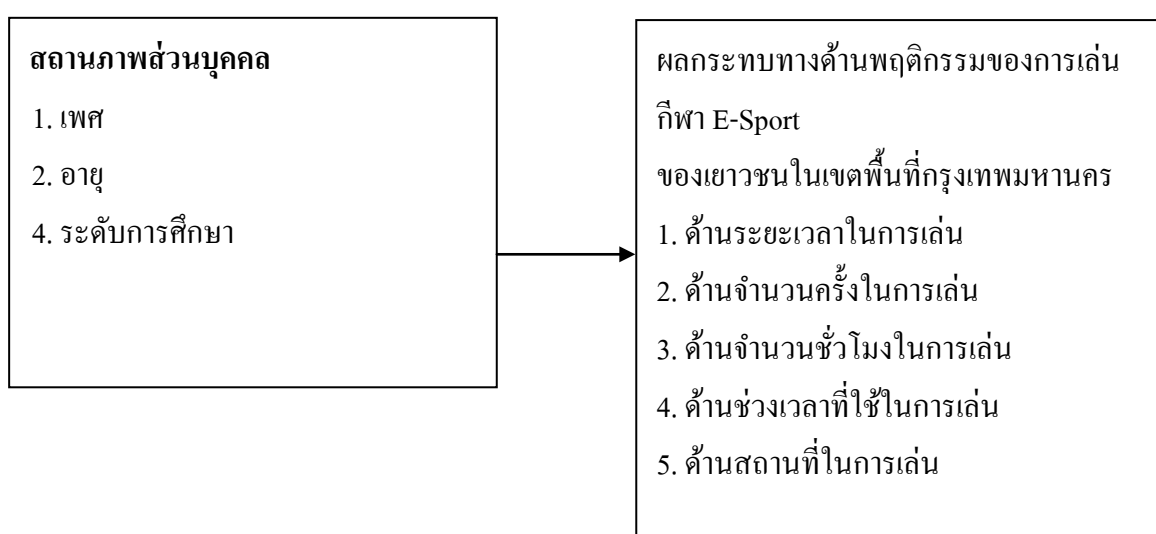 สถานภาพส่วนบุคคล
1. เพศ
2. อายุ
4. ระดับการศึกษา
ผลกระทบทางด้านพฤติกรรมของการเล่น
กีฬา E-Sport
ของเยาวชนในเขตพื้นที่กรุงเทพมหานคร
1. ด้านระยะเวลาในการเล่น
2. ด้านจำนวนครั้งในการเล่น
3. ด้านจำนวนชั่วโมงในการเล่น
4. ด้านช่วงเวลาที่ใช้ในการเล่น
5. ด้านสถานที่ในการเล่น